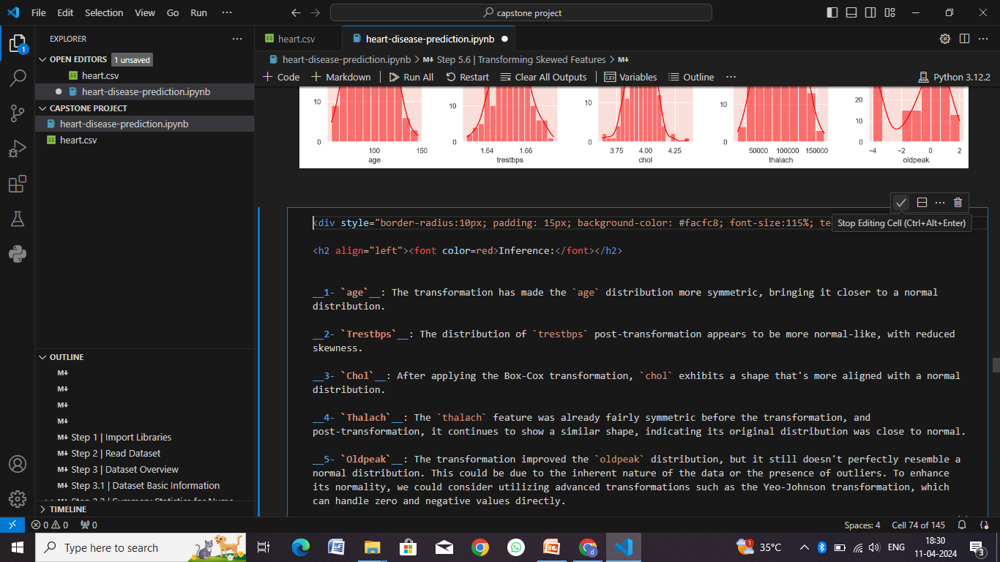 File Edit Selection View Go Run ···
capstone project
EXPLORER ···
OPEN EDITORS 1 unsaved
heart.csv
heart-disease-prediction.ipynb
CAPSTONE PROJECT
heart-disease-prediction.ipynb
heart.csv
OUTLINE
M↓
M↓
M↓
M↓
M↓ Step 1 | Import Libraries
M↓ Step 2 | Read Dataset
M↓ Step 3 | Dataset Overview
M↓ Step 3.1 | Dataset Basic Information
TIMELINE
heart.csv
heart-disease-prediction.ipynb
heart-disease-prediction.ipynb > M↓ Step 5.6 | Transforming Skewed Features > M↓
+ Code + Markdown Run All Restart Clear All Outputs Variables Outline ··· Python 3.12.2
10 0 100 150 age
10 0 1.64 1.66 trestbps
10 0 3.75 4.00 4.25 chol
10 0 50000 100000 150000 thalach
20 10 0 −4 −2 0 2 oldpeak
Stop Editing Cell (Ctrl+Alt+Enter)
<div style="border-radius:10px; padding: 15px; background-color: #facfc8; font-size:115%; te
<h2 align="left"><font color=red>Inference:</font></h2>
__1- `age`__: The transformation has made the `age` distribution more symmetric, bringing it closer to a normal
distribution.
__2- `Trestbps`__: The distribution of `trestbps` post-transformation appears to be more normal-like, with reduced
skewness.
__3- `Chol`__: After applying the Box-Cox transformation, `chol` exhibits a shape that's more aligned with a normal
distribution.
__4- `Thalach`__: The `thalach` feature was already fairly symmetric before the transformation, and
post-transformation, it continues to show a similar shape, indicating its original distribution was close to normal.
__5- `Oldpeak`__: The transformation improved the `oldpeak` distribution, but it still doesn't perfectly resemble a
normal distribution. This could be due to the inherent nature of the data or the presence of outliers. To enhance
its normality, we could consider utilizing advanced transformations such as the Yeo-Johnson transformation, which
can handle zero and negative values directly.
0 0 0 Spaces: 4 Cell 74 of 145
Type here to search
35°C ENG 18:30
11-04-2024
3